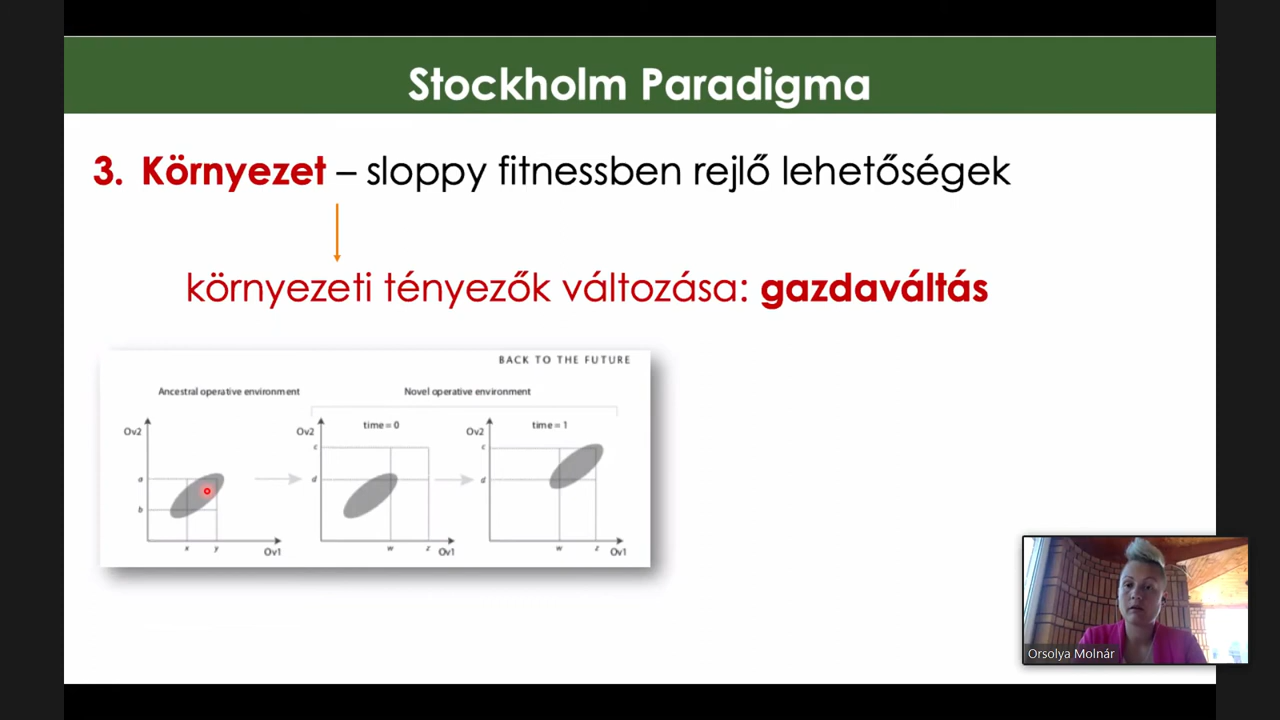 Stockholm Paradigma
3. Környezet – sloppy fitnessben rejlő lehetőségek
környezeti tényezők változása: gazdaváltás
BACK TO THE FUTURE
Ancestral operative environment
Novel operative environment
time = 0
time = 1
Ov2
Ov2
Ov2
a
b
x
y
Ov1
c
d
w
z
Ov1
c
d
w
z
Ov1
Orsolya Molnár